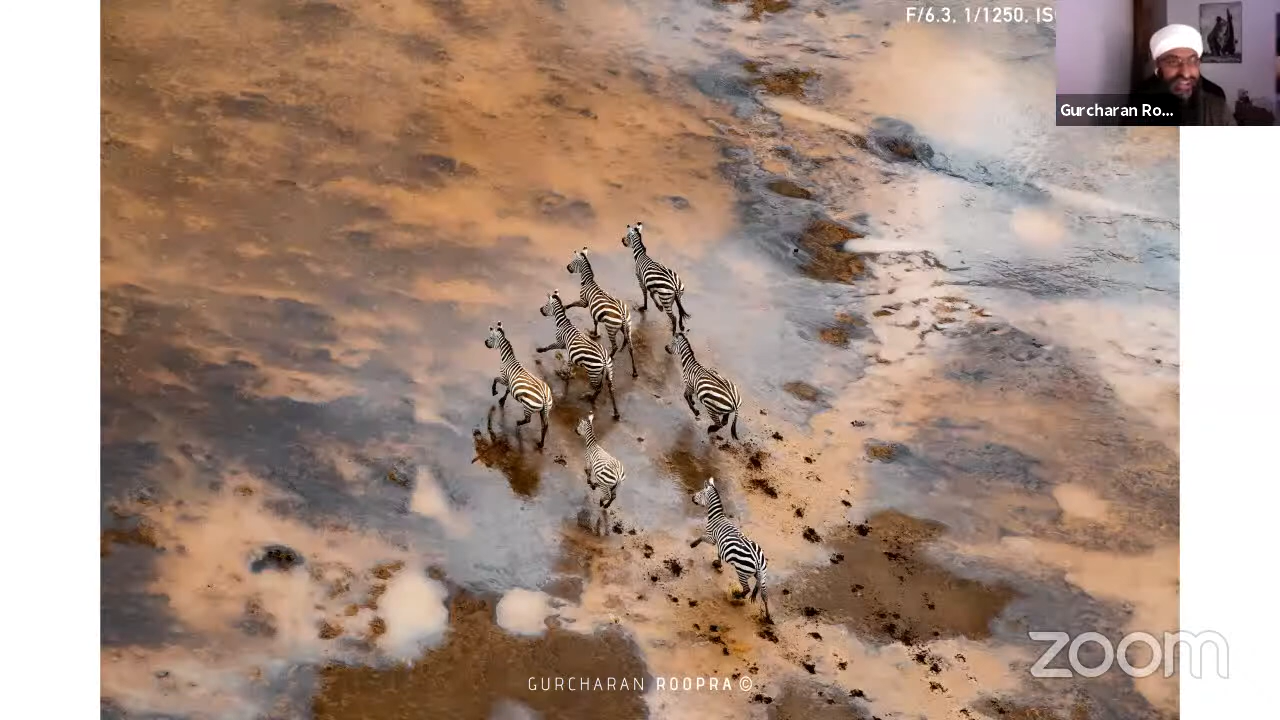 F/6.3, 1/1250, IS
Gurcharan Ro...
zoom
GURCHARAN ROOPRA ©